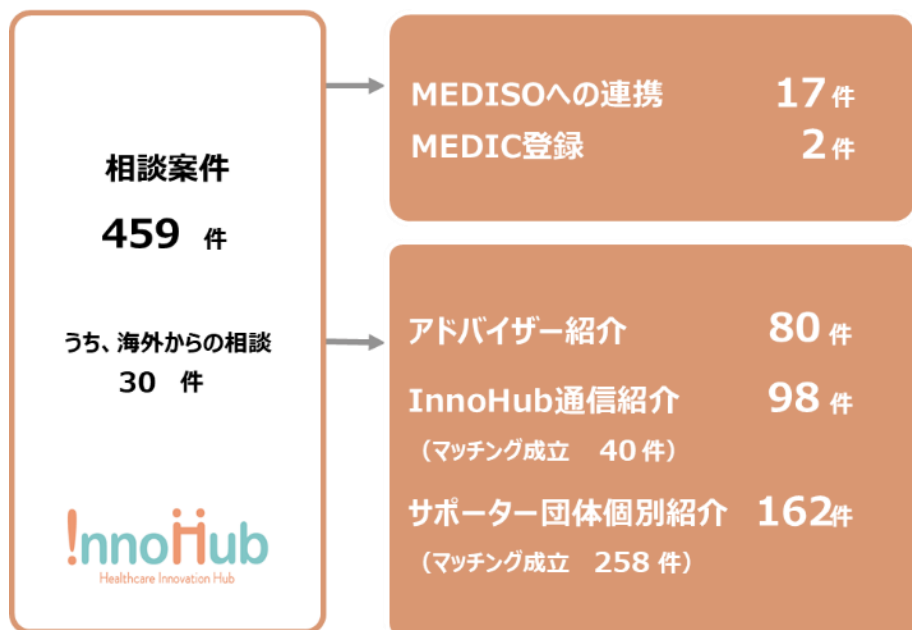 相談案件
459 件
うち、海外からの相談
30 件
InnoHub
Healthcare Innovation Hub
MEDISOへの連携 17件
MEDIC登録 2件
アドバイザー紹介 80件
InnoHub通信紹介 98件
（マッチング成立 40件）
サポーター団体個別紹介 162件
（マッチング成立 258件）